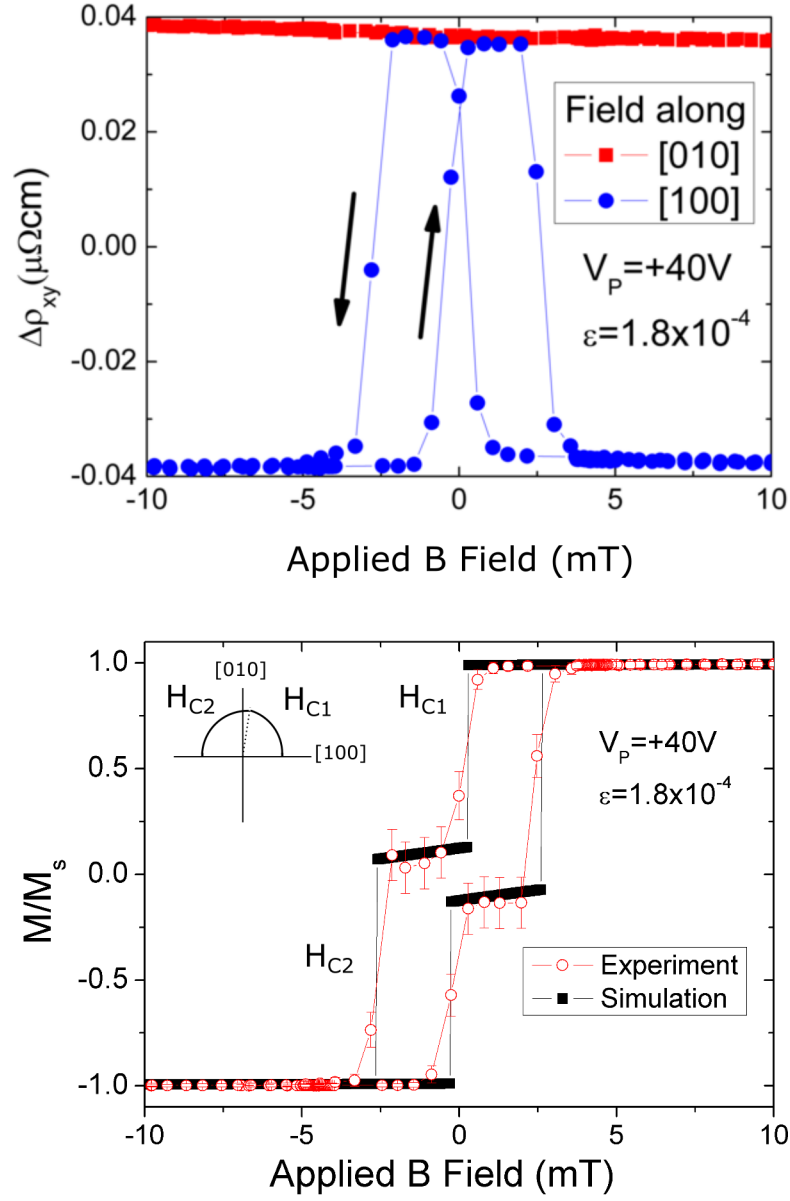 0.04
0.02
0.00
-0.02
-0.04
Δρxy(μΩcm)
Field along
[010]
[100]
VP=+40V
ε=1.8x10-4
-10
-5
0
5
10
Applied B Field (mT)
1.0
0.5
0.0
-0.5
-1.0
M/Ms
[010]
HC2
HC1
[100]
HC1
VP=+40V
ε=1.8x10-4
HC2
Experiment
Simulation
-10
-5
0
5
10
Applied B Field (mT)